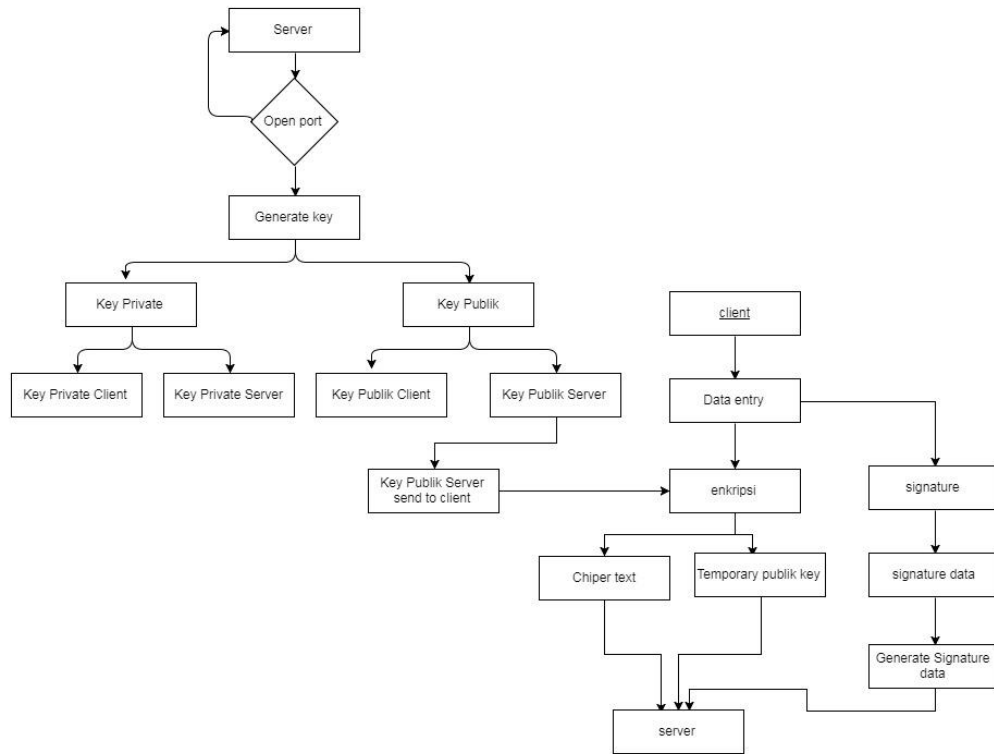 Server
Open port
Generate key
Key Private
Key Publik
client
Key Private Client
Key Private Server
Key Publik Client
Key Publik Server
Data entry
Key Publik Server
send to client
enkripsi
signature
Chiper text
Temporary publik key
signature data
Generate Signature
data
server